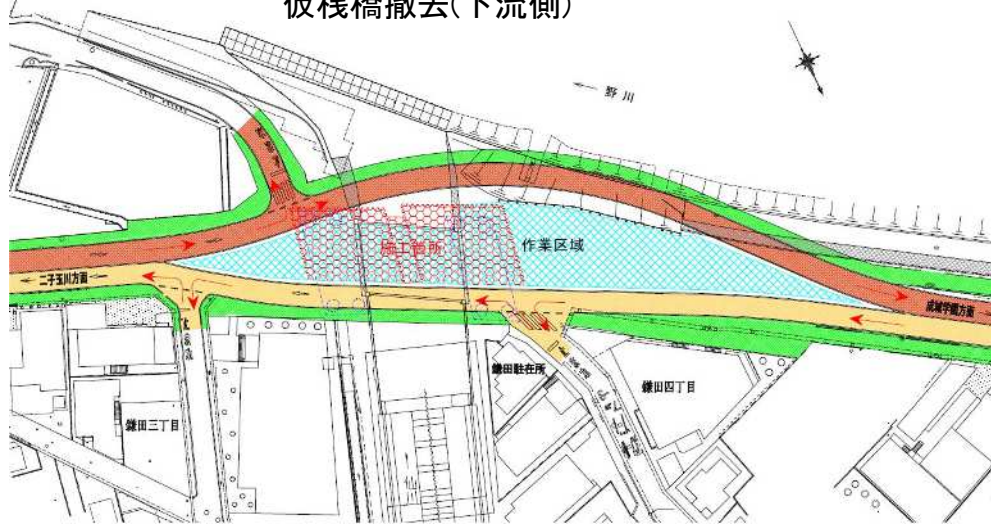 仮桟橋撤去(下流側)
野川
施工箇所
作業区域
二子玉川方面
成城学園方面
鎌田駐在所
鎌田四丁目
鎌田三丁目